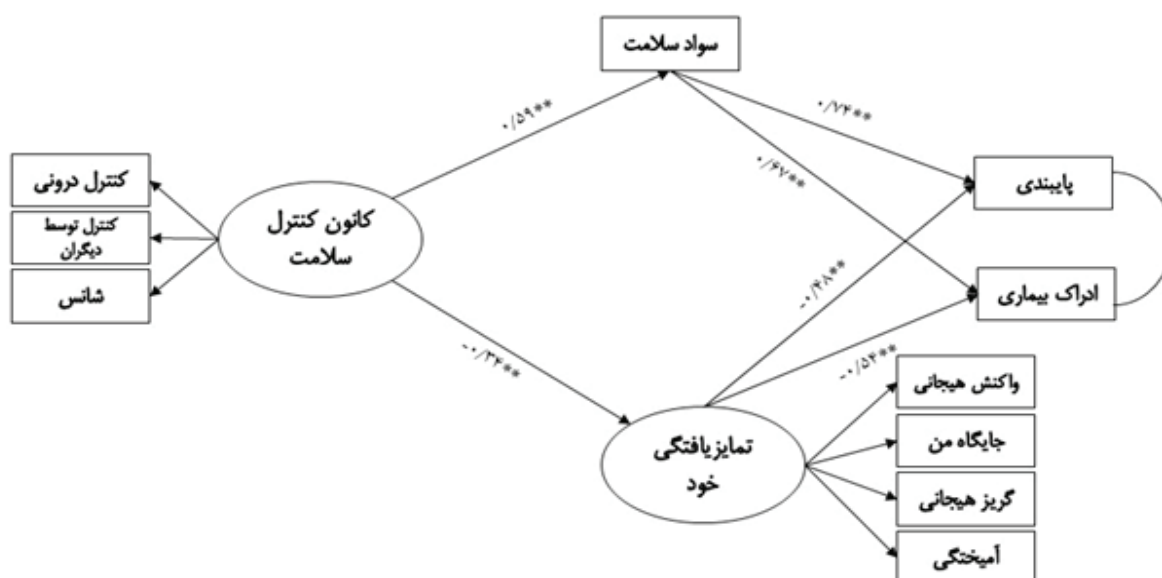 سواد سلامت
۰/۵۹**
۰/۷۴**
۰/۶۷**
کنترل درونی
کنترل توسط
دیگران
شانس
کانون کنترل
سلامت
پایبندی
ادراک بیماری
-۰/۴۸**
-۰/۵۴**
-۰/۳۴**
تمایزیافتگی
خود
واکنش هیجانی
جایگاه من
گریز هیجانی
آمیختگی